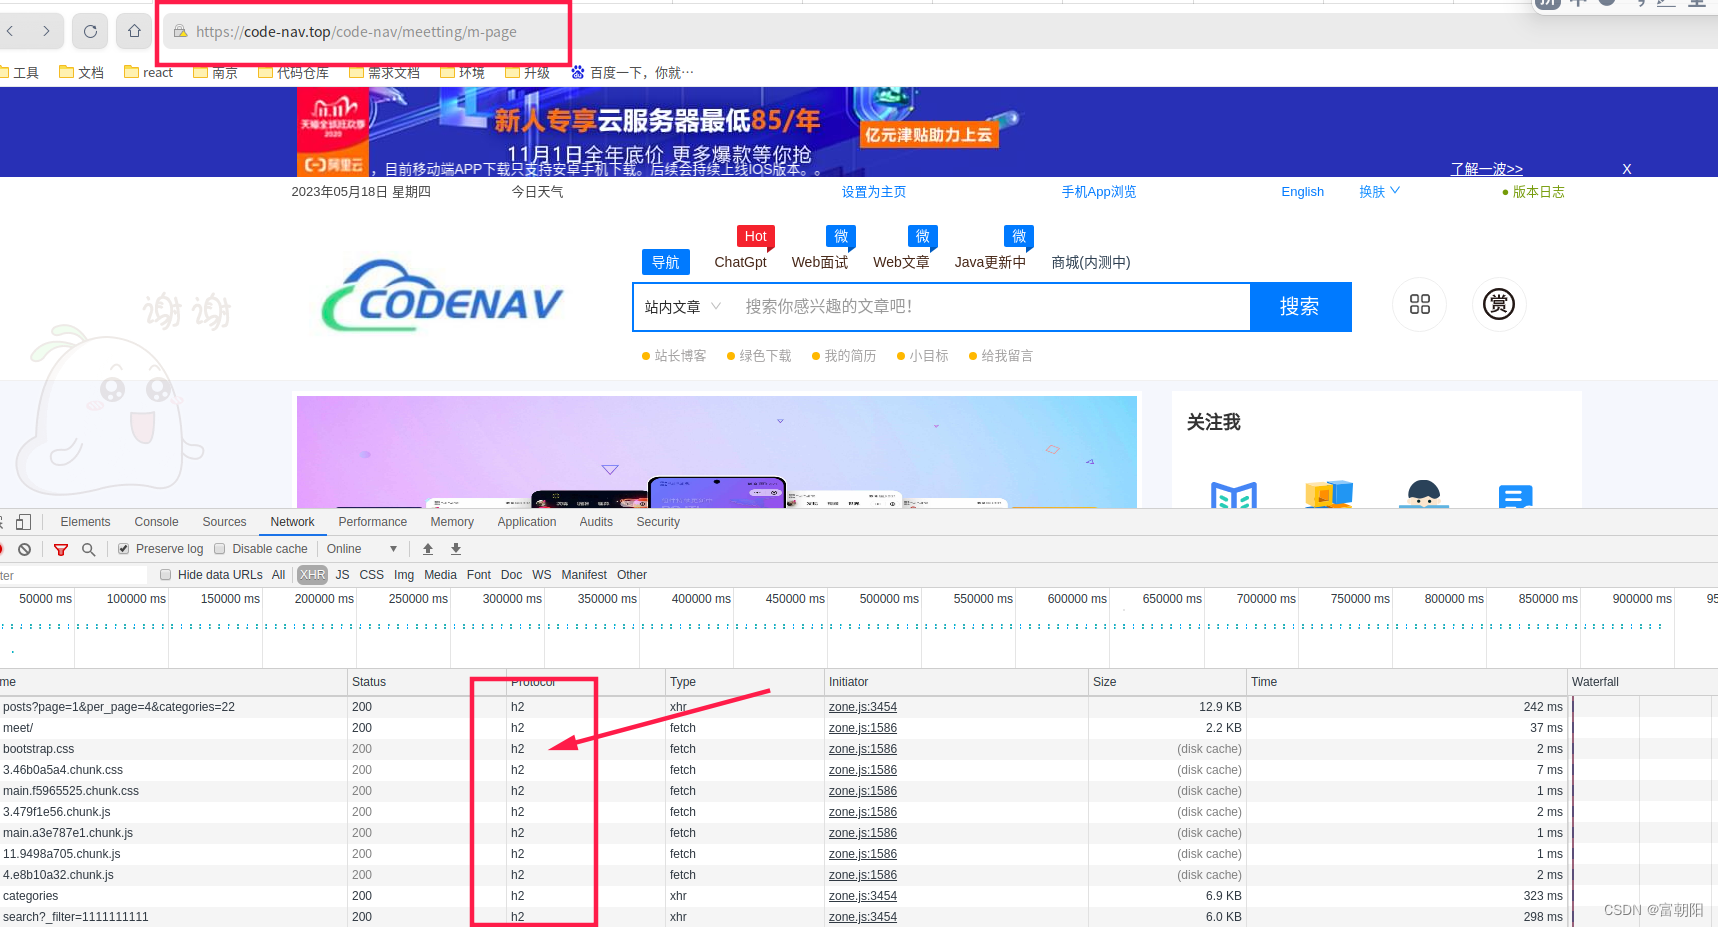 https://code-nav.top/code-nav/meetting/m-page
工具 文档 react 南京 代码仓库 需求文档 环境 升级 百度一下，你就…
11.11
天猫全球狂欢季
2020
阿里云
新人专享云服务器最低85/年
亿元津贴助力上云
11月1日全年底价 更多爆款等你抢
，目前移动端APP下载只支持安卓手机下载。后续会持续上线IOS版本。。 了解一波>> X
2023年05月18日 星期四 今日天气 设置为主页 手机App浏览 English 换肤 版本日志
Hot 微 微 微
导航 ChatGpt Web面试 Web文章 Java更新中 商城(内测中)
CODENAV
站内文章 搜索你感兴趣的文章吧! 搜索 赏
谢 谢
站长博客 绿色下载 我的简历 小目标 给我留言
关注我
Elements Console Sources Network Performance Memory Application Audits Security
Preserve log Disable cache Online
ter Hide data URLs All XHR JS CSS Img Media Font Doc WS Manifest Other
50000 ms 100000 ms 150000 ms 200000 ms 250000 ms 300000 ms 350000 ms 400000 ms 450000 ms 500000 ms 550000 ms 600000 ms 650000 ms 700000 ms 750000 ms 800000 ms 850000 ms 900000 ms 95
me Status Protocol Type Initiator Size Time Waterfall
posts?page=1&per_page=4&categories=22 200 h2 xhr zone.js:3454 12.9 KB 242 ms
meet/ 200 h2 fetch zone.js:1586 2.2 KB 37 ms
bootstrap.css 200 h2 fetch zone.js:1586 (disk cache) 2 ms
3.46b0a5a4.chunk.css 200 h2 fetch zone.js:1586 (disk cache) 7 ms
main.f5965525.chunk.css 200 h2 fetch zone.js:1586 (disk cache) 1 ms
3.479f1e56.chunk.js 200 h2 fetch zone.js:1586 (disk cache) 2 ms
main.a3e787e1.chunk.js 200 h2 fetch zone.js:1586 (disk cache) 1 ms
11.9498a705.chunk.js 200 h2 fetch zone.js:1586 (disk cache) 1 ms
4.e8b10a32.chunk.js 200 h2 fetch zone.js:1586 (disk cache) 2 ms
categories 200 h2 xhr zone.js:3454 6.9 KB 323 ms
search?_filter=1111111111 200 h2 xhr zone.js:3454 6.0 KB 298 ms
CSDN @富朝阳